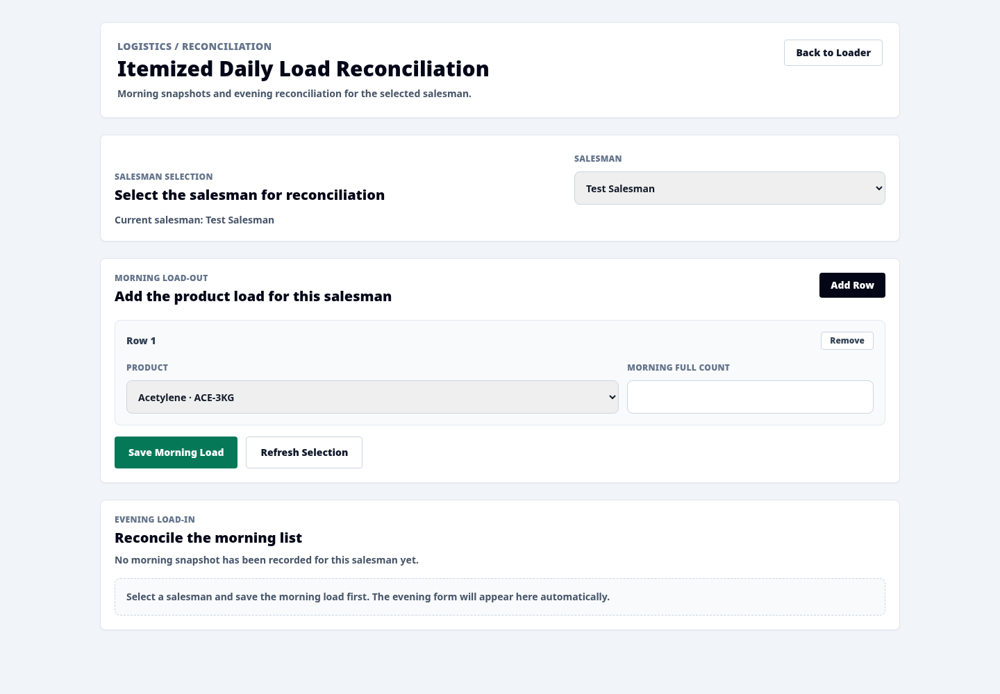 LOGISTICS / RECONCILIATION
Itemized Daily Load Reconciliation
Morning snapshots and evening reconciliation for the selected salesman.
Back to Loader
SALESMAN SELECTION
Select the salesman for reconciliation
Current salesman: Test Salesman
SALESMAN
Test Salesman
MORNING LOAD-OUT
Add the product load for this salesman
Add Row
Row 1
Remove
PRODUCT
Acetylene · ACE-3KG
MORNING FULL COUNT
Save Morning Load
Refresh Selection
EVENING LOAD-IN
Reconcile the morning list
No morning snapshot has been recorded for this salesman yet.
Select a salesman and save the morning load first. The evening form will appear here automatically.